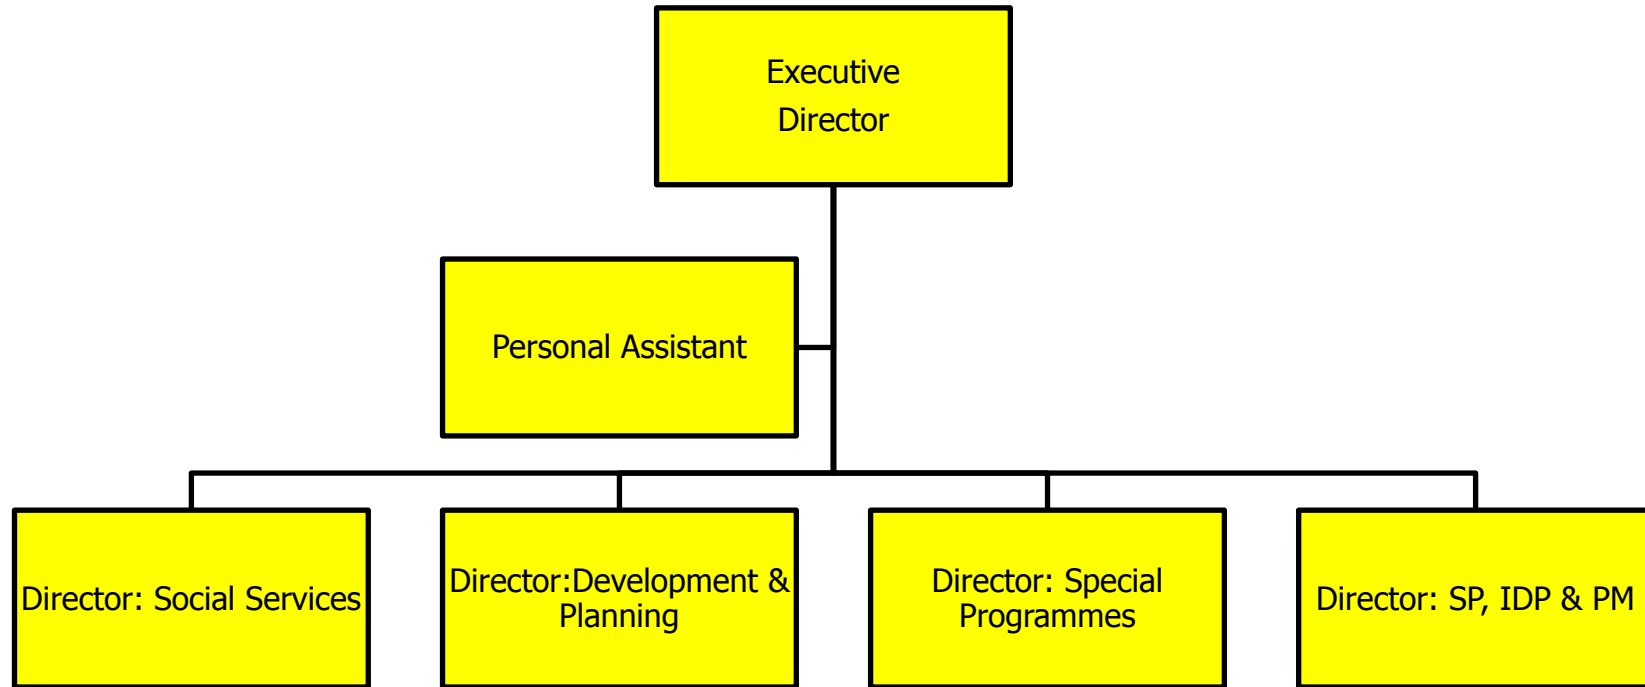 Executive
Director
Personal Assistant
Director: Social Services
Director:Development &
Planning
Director: Special
Programmes
Director: SP, IDP & PM